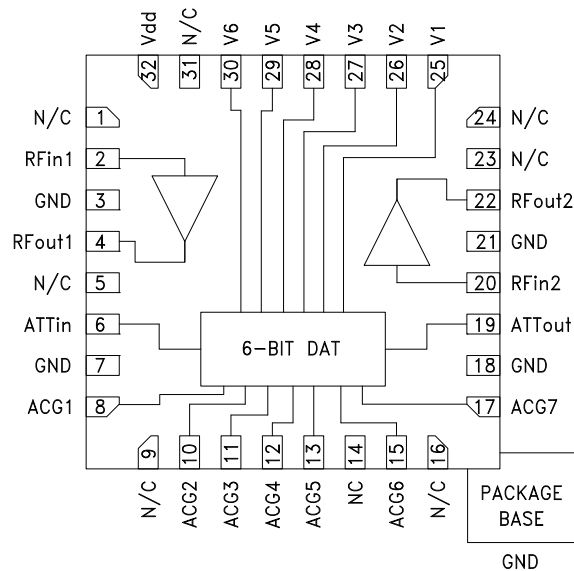 Vdd
N/C
V6
V5
V4
V3
V2
V1
32
31
30
29
28
27
26
25
N/C 1
RFin1 2
GND 3
RFout1 4
N/C 5
ATTin 6
GND 7
ACG1 8
24 N/C
23 N/C
22 RFout2
21 GND
20 RFin2
19 ATTout
18 GND
17 ACG7
6-BIT DAT
9
10
11
12
13
14
15
16
N/C
ACG2
ACG3
ACG4
ACG5
NC
ACG6
N/C
PACKAGE
BASE
GND